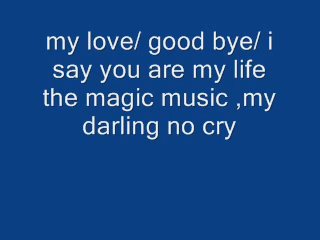 my love/ good bye/ i
say you are my life
the magic music ,my
darling no cry